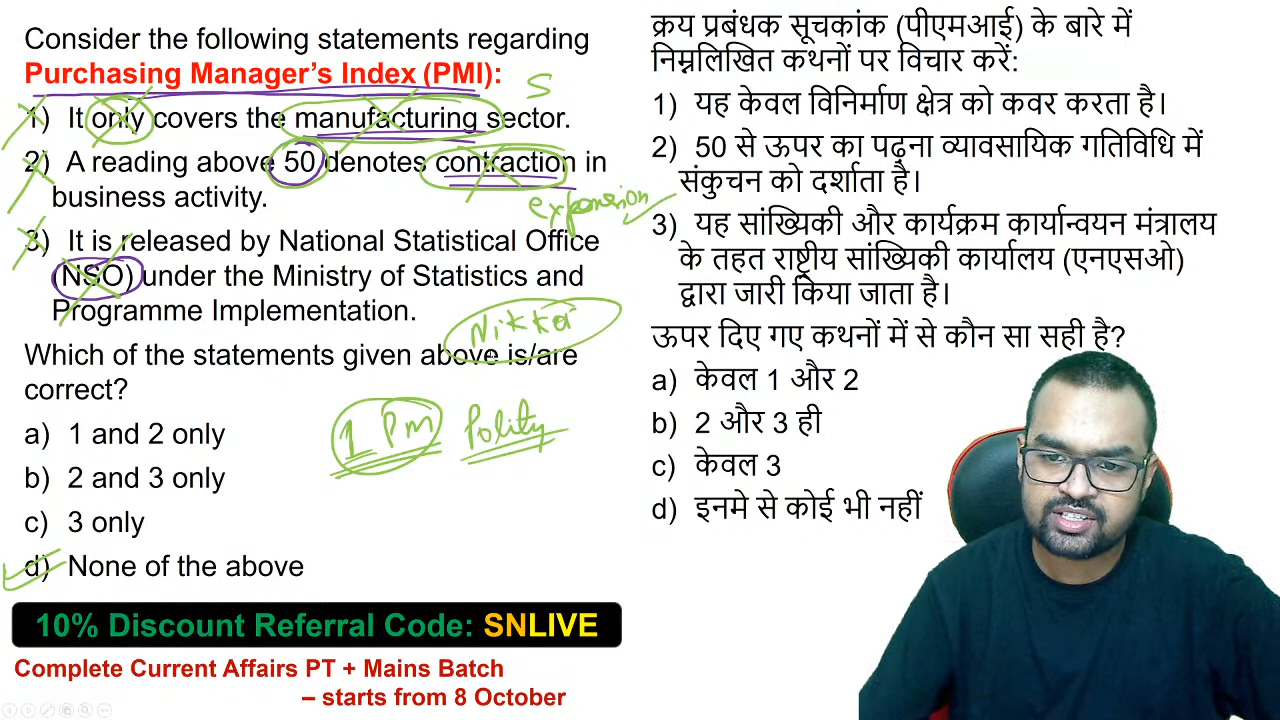 Consider the following statements regarding
Purchasing Manager's Index (PMI):
S
1) It only covers the manufacturing sector.
2) A reading above 50 denotes contraction in
business activity.
expansion
3) It is released by National Statistical Office
(NSO) under the Ministry of Statistics and
Programme Implementation.
Nikkei
Which of the statements given above is/are
correct?
1 PM Polity
a) 1 and 2 only
b) 2 and 3 only
c) 3 only
d) None of the above
10% Discount Referral Code: SNLIVE
Complete Current Affairs PT + Mains Batch
– starts from 8 October
क्रय प्रबंधक सूचकांक (पीएमआई) के बारे में
निम्नलिखित कथनों पर विचार करें:
1) यह केवल विनिर्माण क्षेत्र को कवर करता है।
2) 50 से ऊपर का पढ़ना व्यावसायिक गतिविधि में
संकुचन को दर्शाता है।
3) यह सांख्यिकी और कार्यक्रम कार्यान्वयन मंत्रालय
के तहत राष्ट्रीय सांख्यिकी कार्यालय (एनएसओ)
द्वारा जारी किया जाता है।
ऊपर दिए गए कथनों में से कौन सा सही है?
a) केवल 1 और 2
b) 2 और 3 ही
c) केवल 3
d) इनमे से कोई भी नहीं